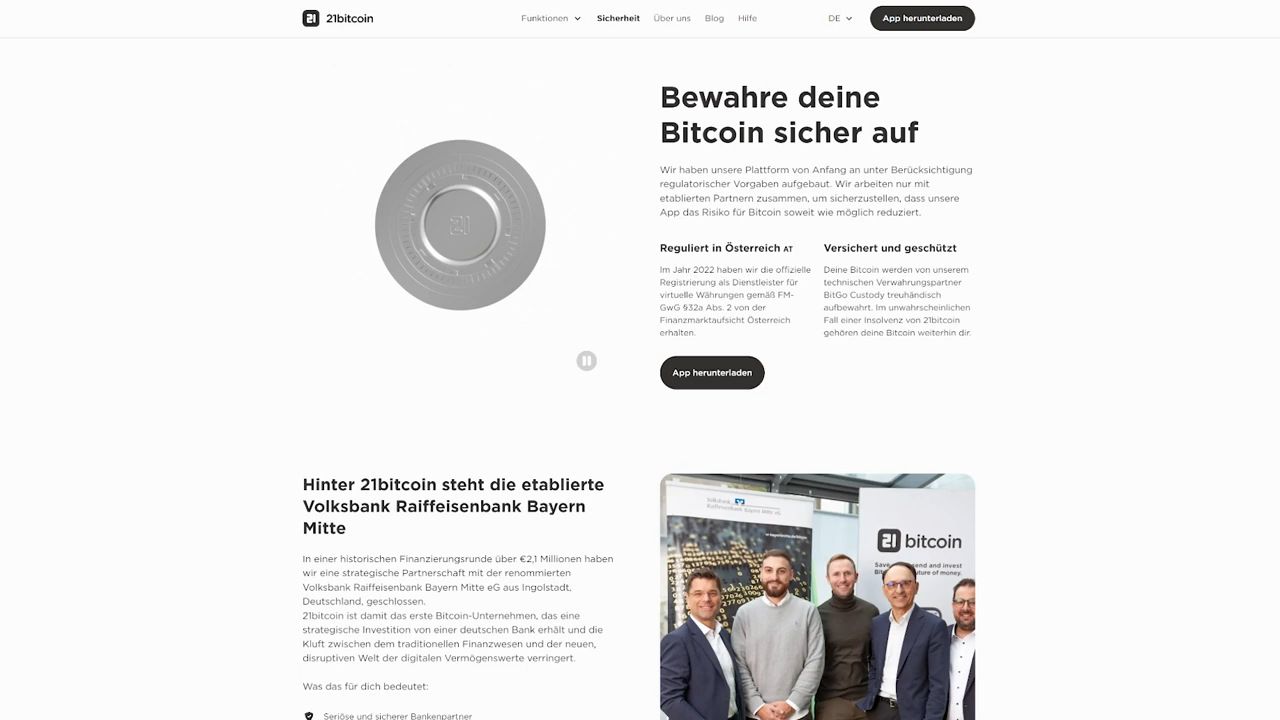 21bitcoin
Funktionen
Sicherheit
Über uns
Blog
Hilfe
DE
App herunterladen
21
Bewahre deine
Bitcoin sicher auf
Wir haben unsere Plattform von Anfang an unter Berücksichtigung
regulatorischer Vorgaben aufgebaut. Wir arbeiten nur mit
etablierten Partnern zusammen, um sicherzustellen, dass unsere
App das Risiko für Bitcoin soweit wie möglich reduziert.
Reguliert in Österreich AT
Im Jahr 2022 haben wir die offizielle
Registrierung als Dienstleister für
virtuelle Währungen gemäß FM-
GwG §32a Abs. 2 von der
Finanzmarktaufsicht Österreich
erhalten.
Versichert und geschützt
Deine Bitcoin werden von unserem
technischen Verwahrungspartner
BitGo Custody treuhändisch
aufbewahrt. Im unwahrscheinlichen
Fall einer Insolvenz von 21bitcoin
gehören deine Bitcoin weiterhin dir.
App herunterladen
Hinter 21bitcoin steht die etablierte
Volksbank Raiffeisenbank Bayern
Mitte
In einer historischen Finanzierungsrunde über €2,1 Millionen haben
wir eine strategische Partnerschaft mit der renommierten
Volksbank Raiffeisenbank Bayern Mitte eG aus Ingolstadt,
Deutschland, geschlossen.
21bitcoin ist damit das erste Bitcoin-Unternehmen, das eine
strategische Investition von einer deutschen Bank erhält und die
Kluft zwischen dem traditionellen Finanzwesen und der neuen,
disruptiven Welt der digitalen Vermögenswerte verringert.
Was das für dich bedeutet:
Seriöse und sicherer Bankenpartner
Volksbank
Raiffeisenbank Bayern Mitte eG
21 bitcoin
and invest
future of money.